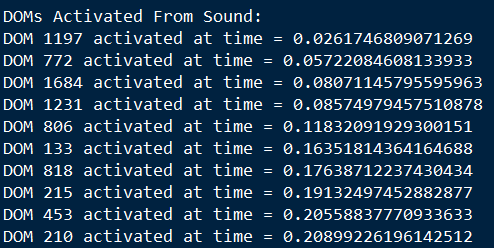 DOMs Activated From Sound:
DOM 1197 activated at time = 0.0261746809071269
DOM 772 activated at time = 0.05722084608133933
DOM 1684 activated at time = 0.08071145795595963
DOM 1231 activated at time = 0.08574979457510878
DOM 806 activated at time = 0.11832091929300151
DOM 133 activated at time = 0.16351814364164688
DOM 818 activated at time = 0.17638712237430434
DOM 215 activated at time = 0.19132497452882877
DOM 453 activated at time = 0.20558837770933633
DOM 210 activated at time = 0.20899226196142512